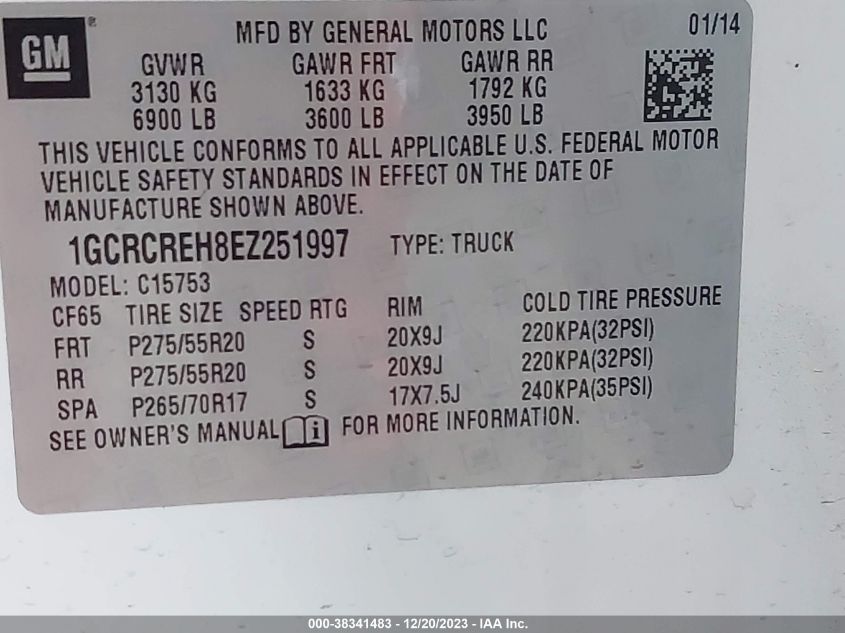 GM ®
MFD BY GENERAL MOTORS LLC 01/14
GVWR GAWR FRT GAWR RR
3130 KG 1633 KG 1792 KG
6900 LB 3600 LB 3950 LB
THIS VEHICLE CONFORMS TO ALL APPLICABLE U.S. FEDERAL MOTOR
VEHICLE SAFETY STANDARDS IN EFFECT ON THE DATE OF
MANUFACTURE SHOWN ABOVE.
1GCRCREH8EZ251997 TYPE: TRUCK
MODEL: C15753
CF65 TIRE SIZE SPEED RTG RIM COLD TIRE PRESSURE
FRT P275/55R20 S 20X9J 220KPA(32PSI)
RR P275/55R20 S 20X9J 220KPA(32PSI)
SPA P265/70R17 S 17X7.5J 240KPA(35PSI)
SEE OWNER'S MANUAL i FOR MORE INFORMATION.
000-38341483 - 12/20/2023 - IAA Inc.